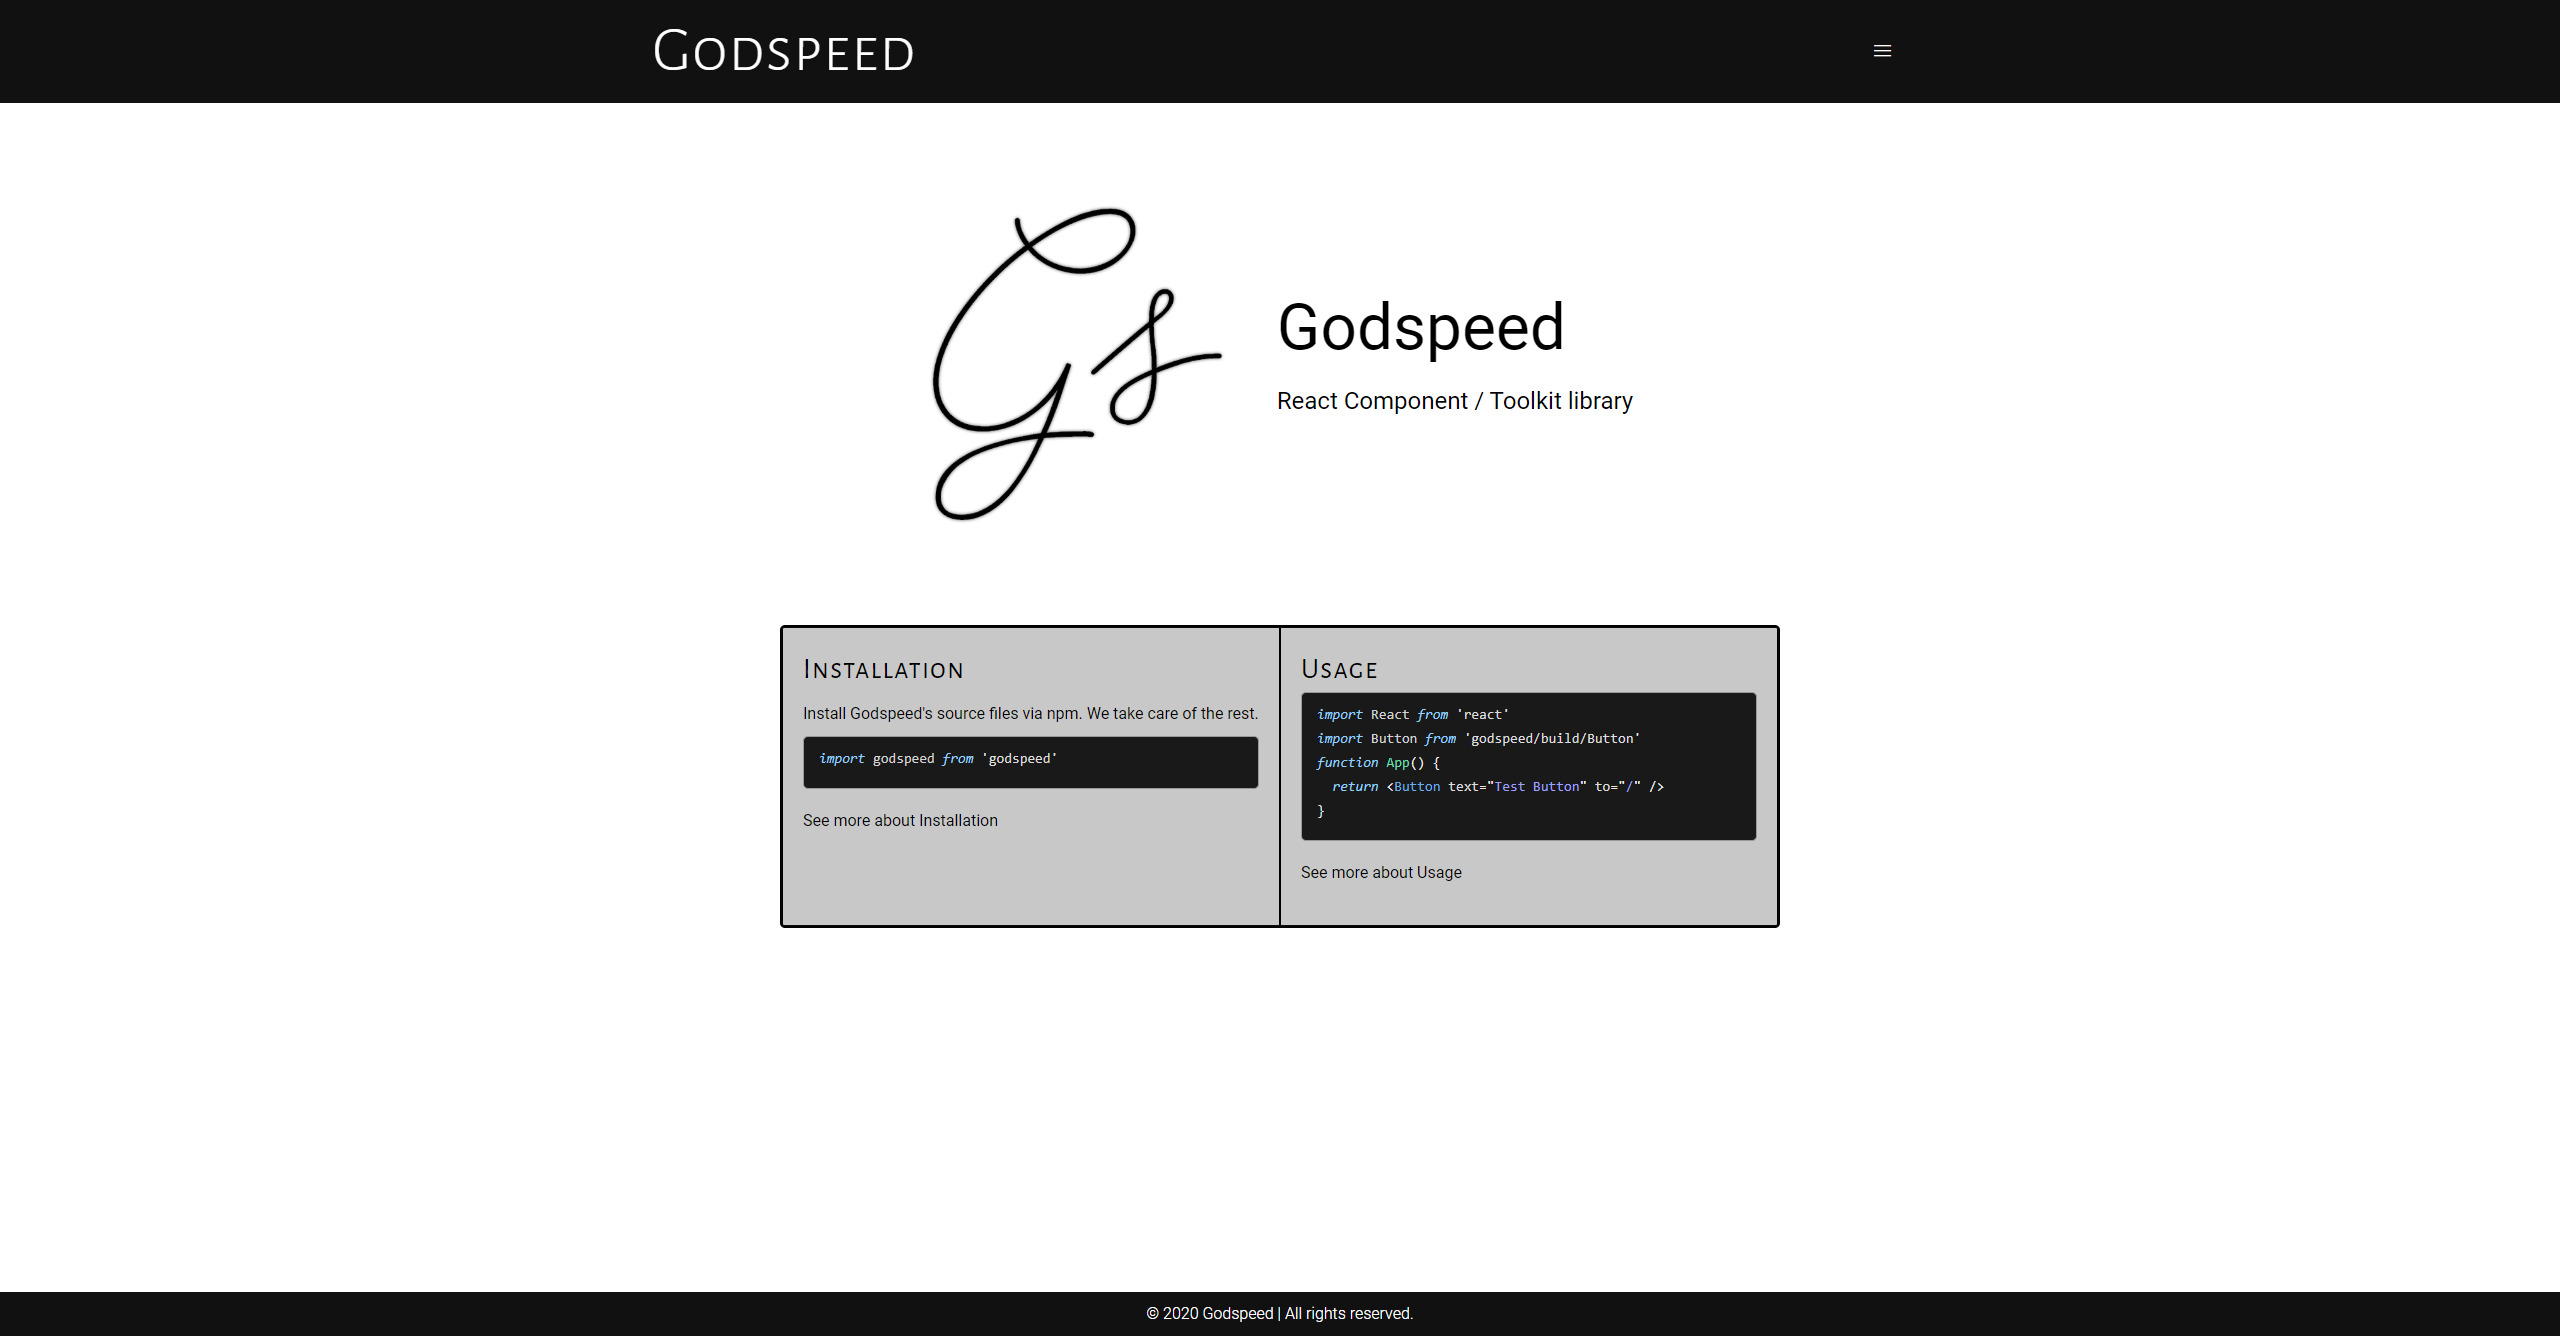 Godspeed
Gs
Godspeed
React Component / Toolkit library
Installation
Install Godspeed's source files via npm. We take care of the rest.
import godspeed from 'godspeed'
See more about Installation
Usage
import React from 'react'
import Button from 'godspeed/build/Button'
function App() {
  return <Button text="Test Button" to="/" />
}
See more about Usage
© 2020 Godspeed | All rights reserved.